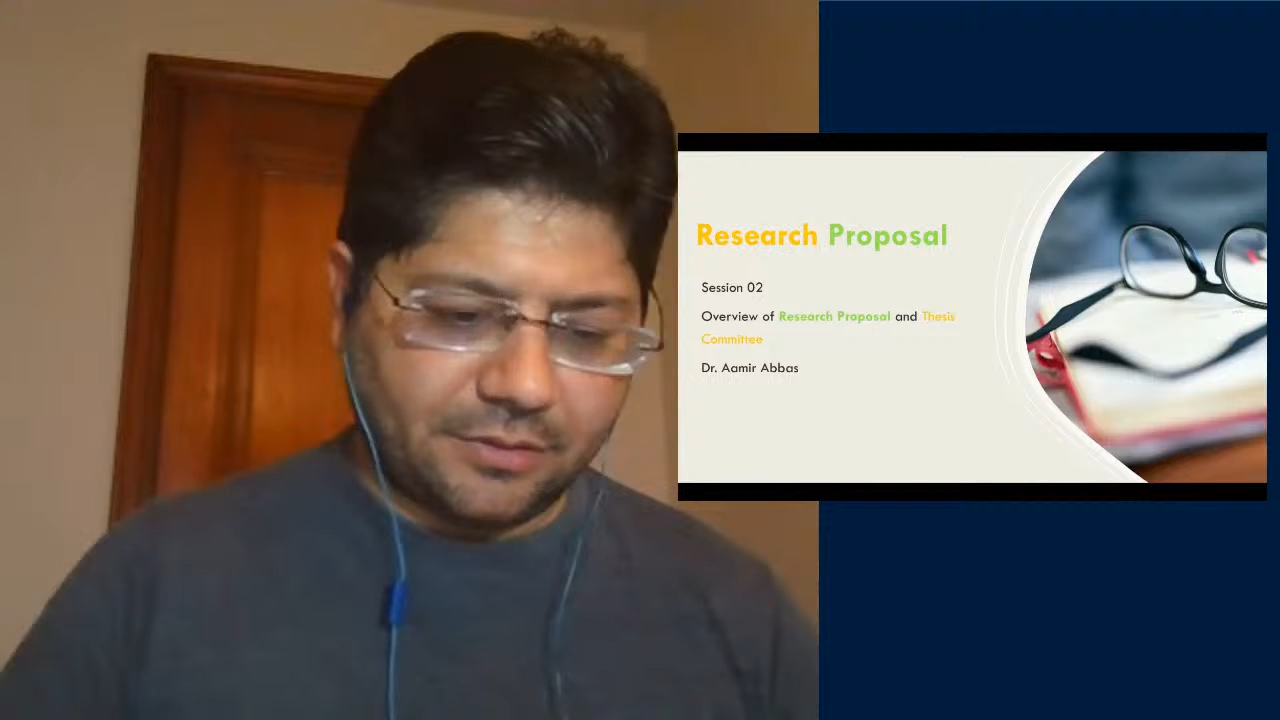 Research Proposal
Session 02
Overview of Research Proposal and Thesis
Committee
Dr. Aamir Abbas